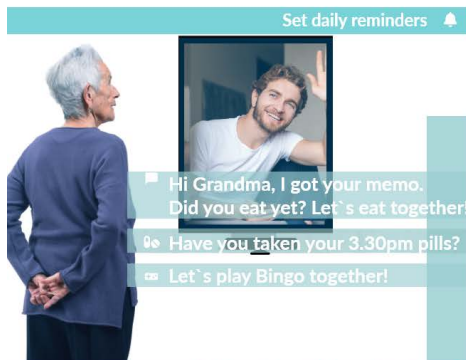 Set daily reminders
Hi Grandma, I got your memo.
Did you eat yet? Let`s eat together!
Have you taken your 3.30pm pills?
Let`s play Bingo together!